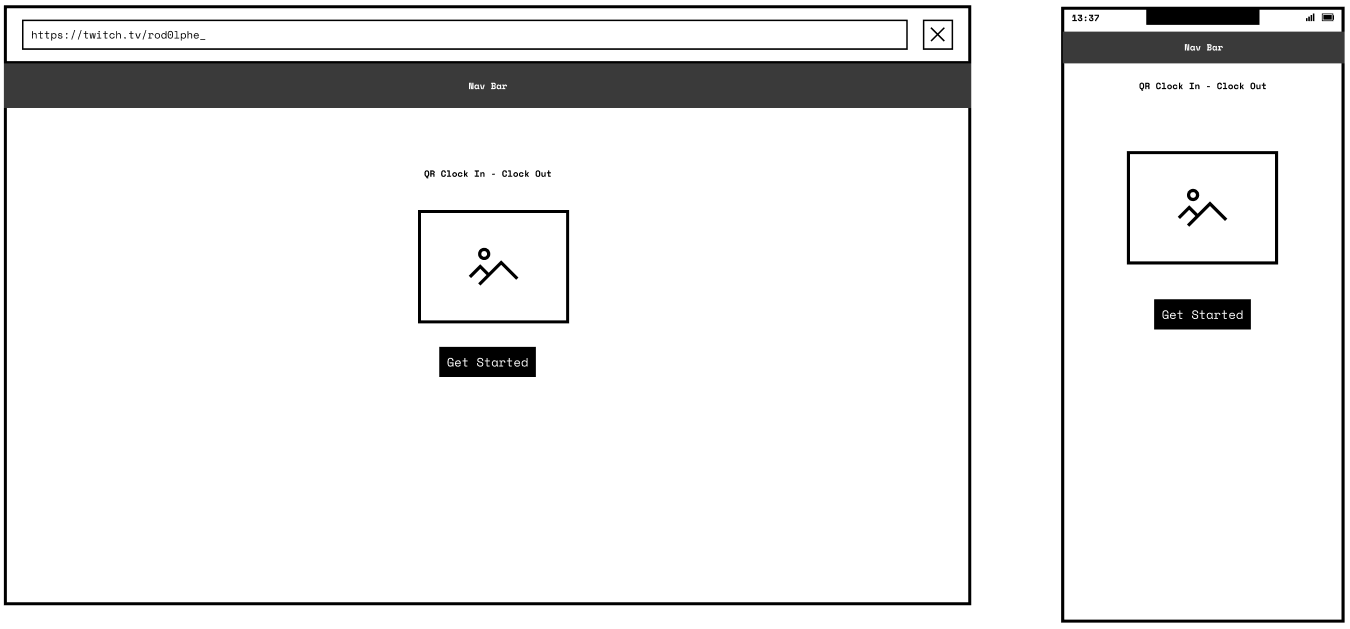 https://twitch.tv/rod0lphe_
Nav Bar
QR Clock In - Clock Out
Get Started
13:37
Nav Bar
QR Clock In - Clock Out
Get Started